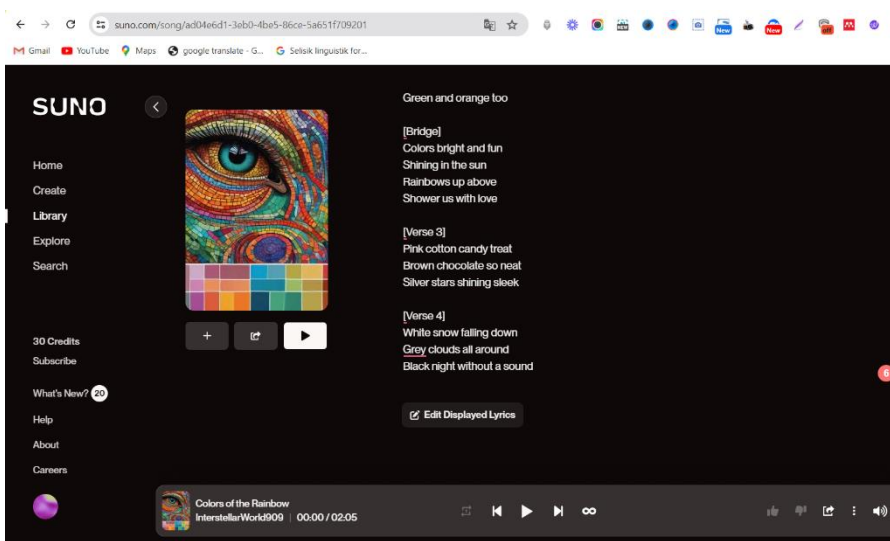 suno.com/song/ad04e6d1-3eb0-4be5-86ce-5a651f709201
New
New
off
Gmail
YouTube
Maps
google translate - G...
Selisik linguistik for...
SUNO
Home
Create
Library
Explore
Search
30 Credits
Subscribe
What's New? 20
Help
About
Careers
Green and orange too
[Bridge]
Colors bright and fun
Shining in the sun
Rainbows up above
Shower us with love
[Verse 3]
Pink cotton candy treat
Brown chocolate so neat
Silver stars shining sleek
[Verse 4]
White snow falling down
Grey clouds all around
Black night without a sound
Edit Displayed Lyrics
6
Colors of the Rainbow
InterstellarWorld909 | 00:00 / 02:05